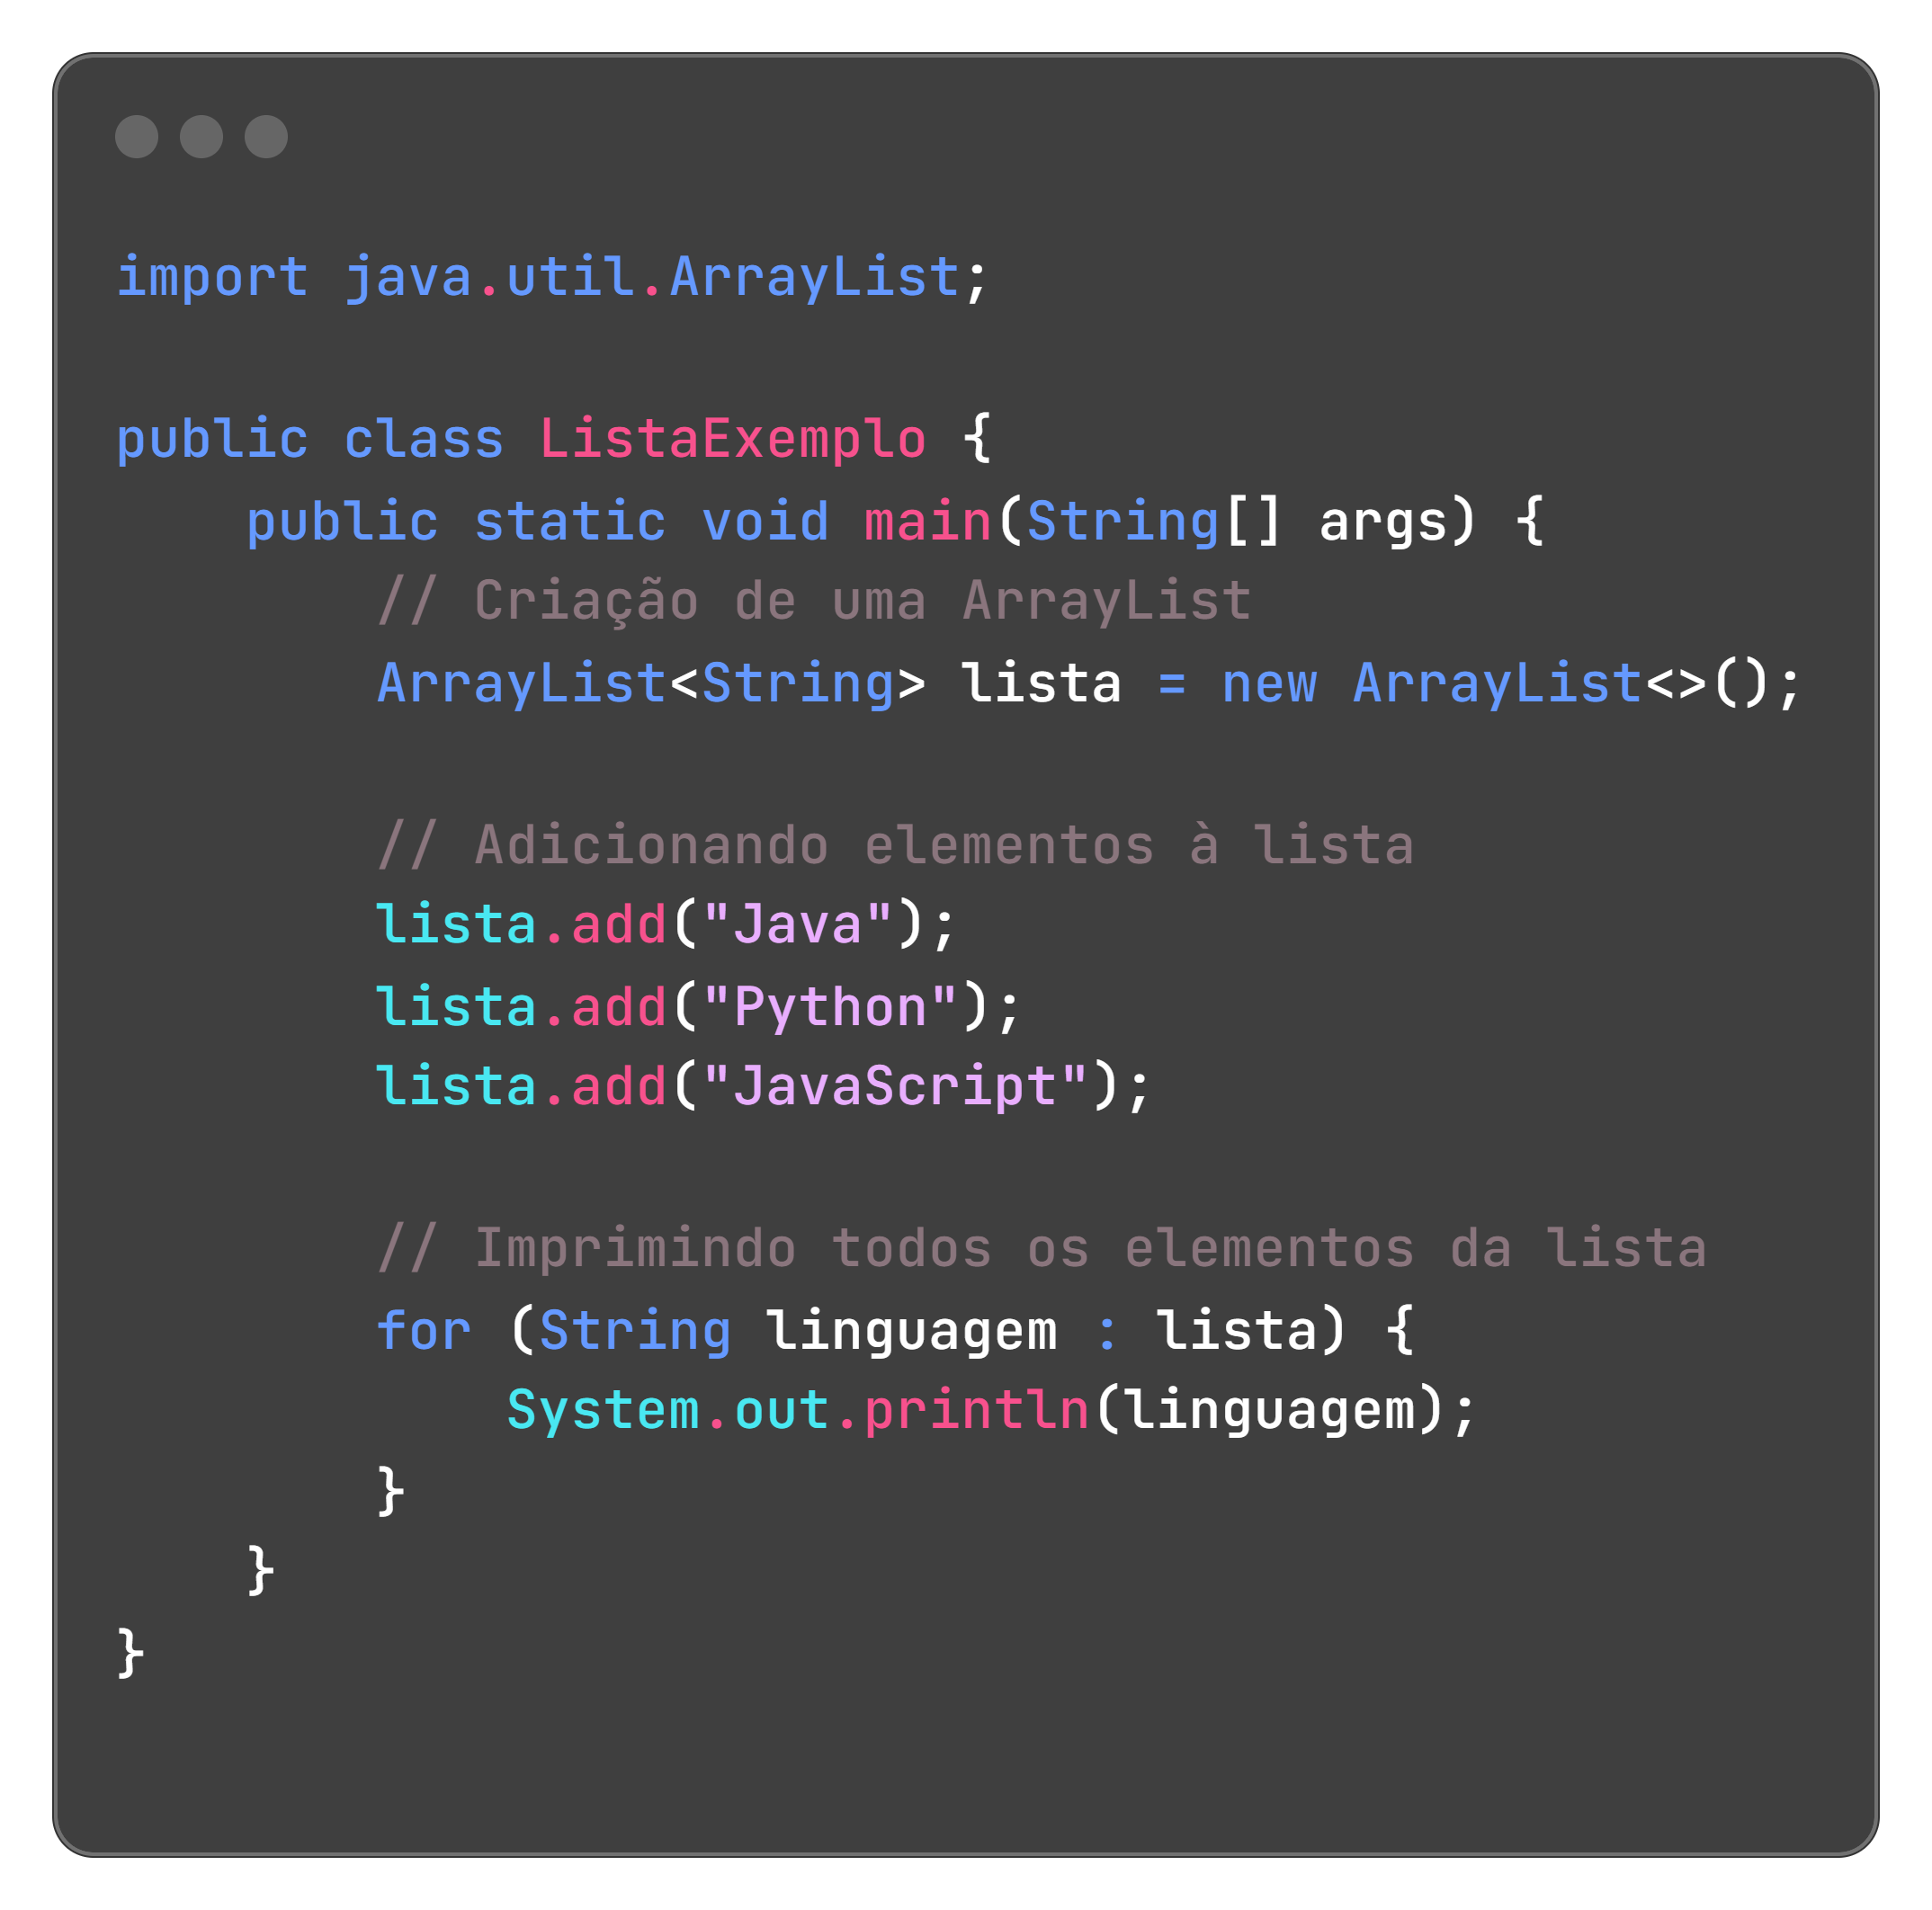 import java.util.ArrayList;
public class ListaExemplo {
    public static void main(String[] args) {
        // Criação de uma ArrayList
        ArrayList<String> lista = new ArrayList<>();
        // Adicionando elementos à lista
        lista.add("Java");
        lista.add("Python");
        lista.add("JavaScript");
        // Imprimindo todos os elementos da lista
        for (String linguagem : lista) {
            System.out.println(linguagem);
        }
    }
}